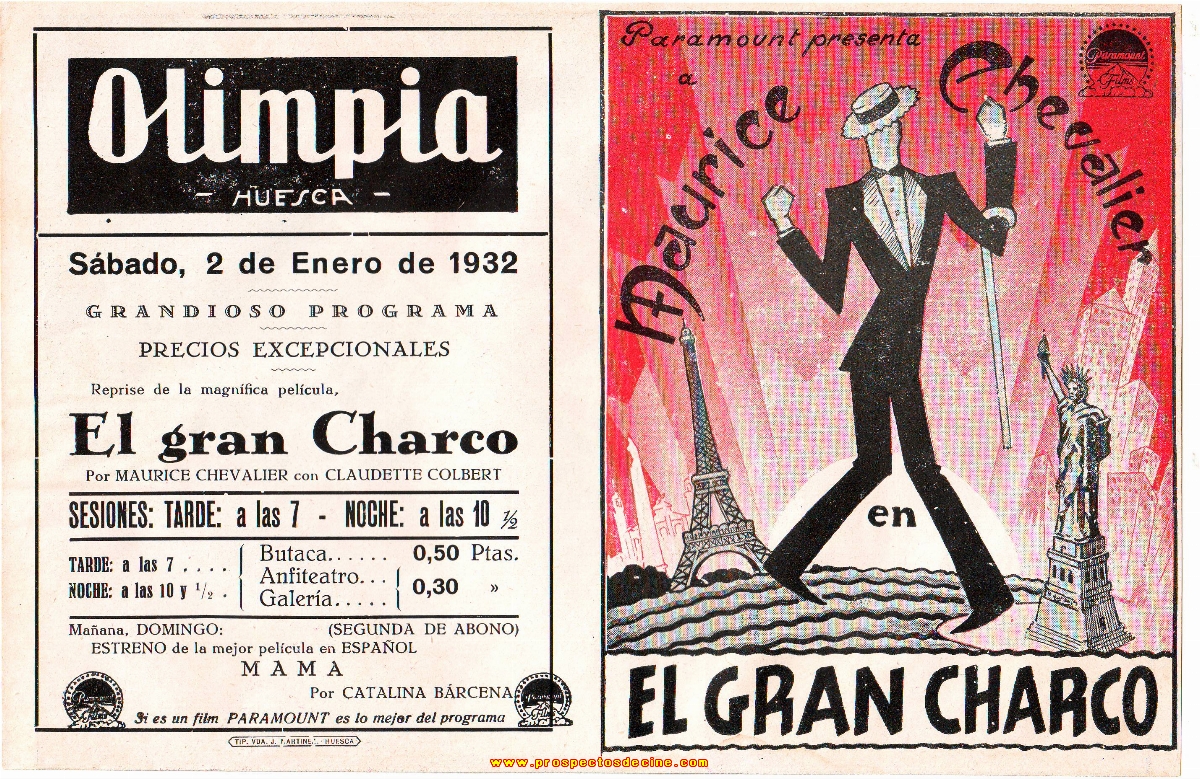 Olimpia
- HUESCA -
Sábado, 2 de Enero de 1932
GRANDIOSO PROGRAMA
PRECIOS EXCEPCIONALES
Reprise de la magnífica película,
El gran Charco
Por MAURICE CHEVALIER con CLAUDETTE COLBERT
SESIONES: TARDE: a las 7 - NOCHE: a las 10 ½
TARDE: a las 7 . . . .
NOCHE: a las 10 y ½ .
Butaca...... 0,50 Ptas.
Anfiteatro...
Galería.....
0,30 »
Mañana, DOMINGO: (SEGUNDA DE ABONO)
ESTRENO de la mejor película en ESPAÑOL
MAMA
Por CATALINA BÁRCENA
Paramount
Films
Paramount
Si es un film PARAMOUNT es lo mejor del programa
TIP. VDA. J. MARTINEZ.-HUESCA
Paramount presenta
a
Maurice Chevalier
Paramount
Films
en
EL GRAN CHARCO
www.prospectosdecine.com